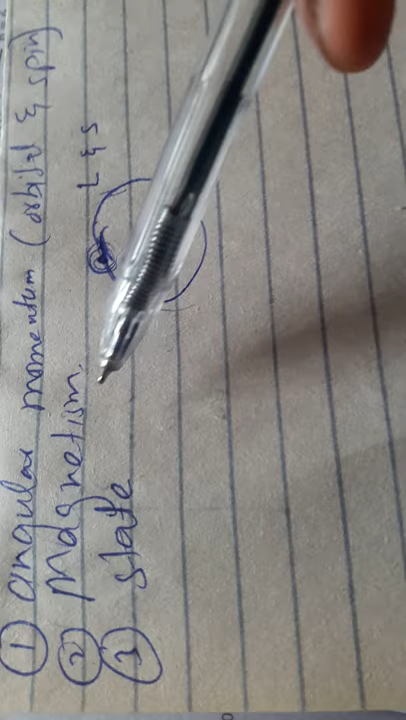 ① angular momentum (orbital & spin)
② Magnetism.
L & S
③ state